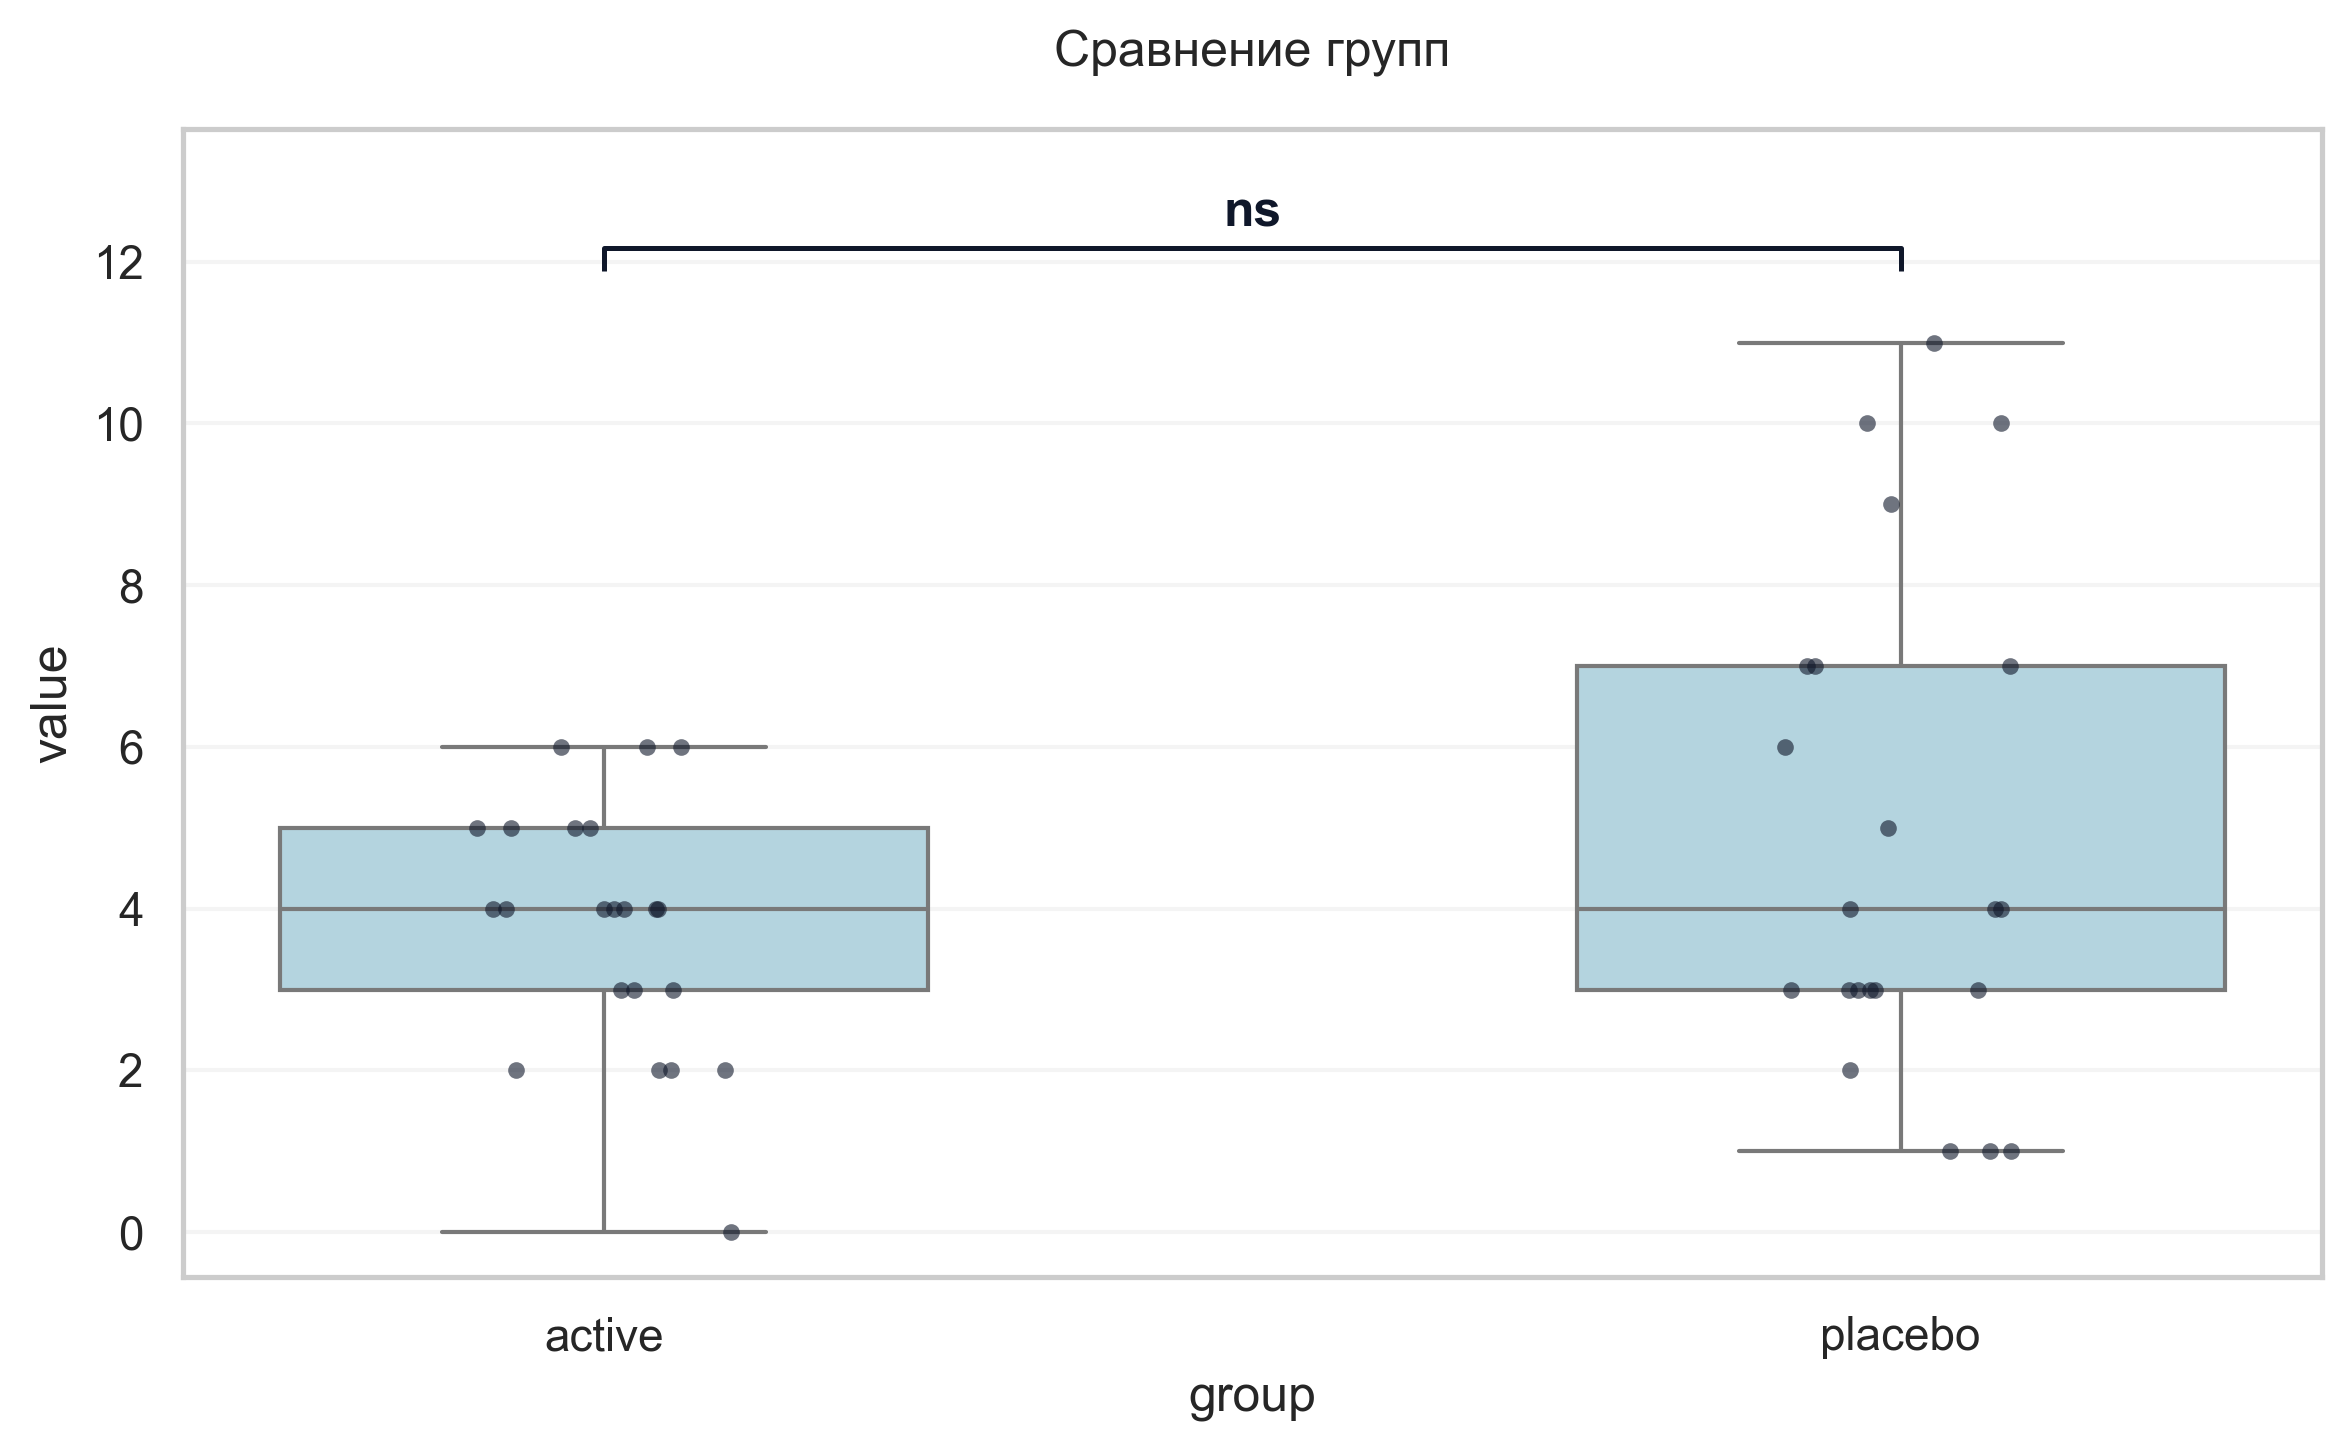 Сравнение групп
ns
12
10
8
6
4
2
0
value
active
placebo
group